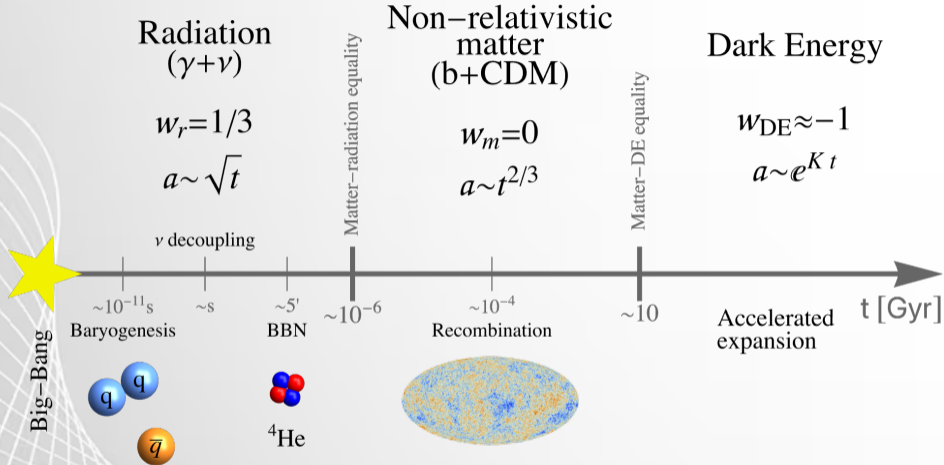 Radiation
(γ+ν)
w_r=1/3
a~ √t
Matter−radiation equality
Non−relativistic
matter
(b+CDM)
w_m=0
a~t^{2/3}
Matter−DE equality
Dark Energy
w_DE≈−1
a~e^{K t}
ν decoupling
~10^{-11}s
Baryogenesis
~s
~5'
BBN
~10^{-6}
~10^{-4}
Recombination
~10
Accelerated
expansion
t [Gyr]
Big−Bang
q
q
q̅
^4He